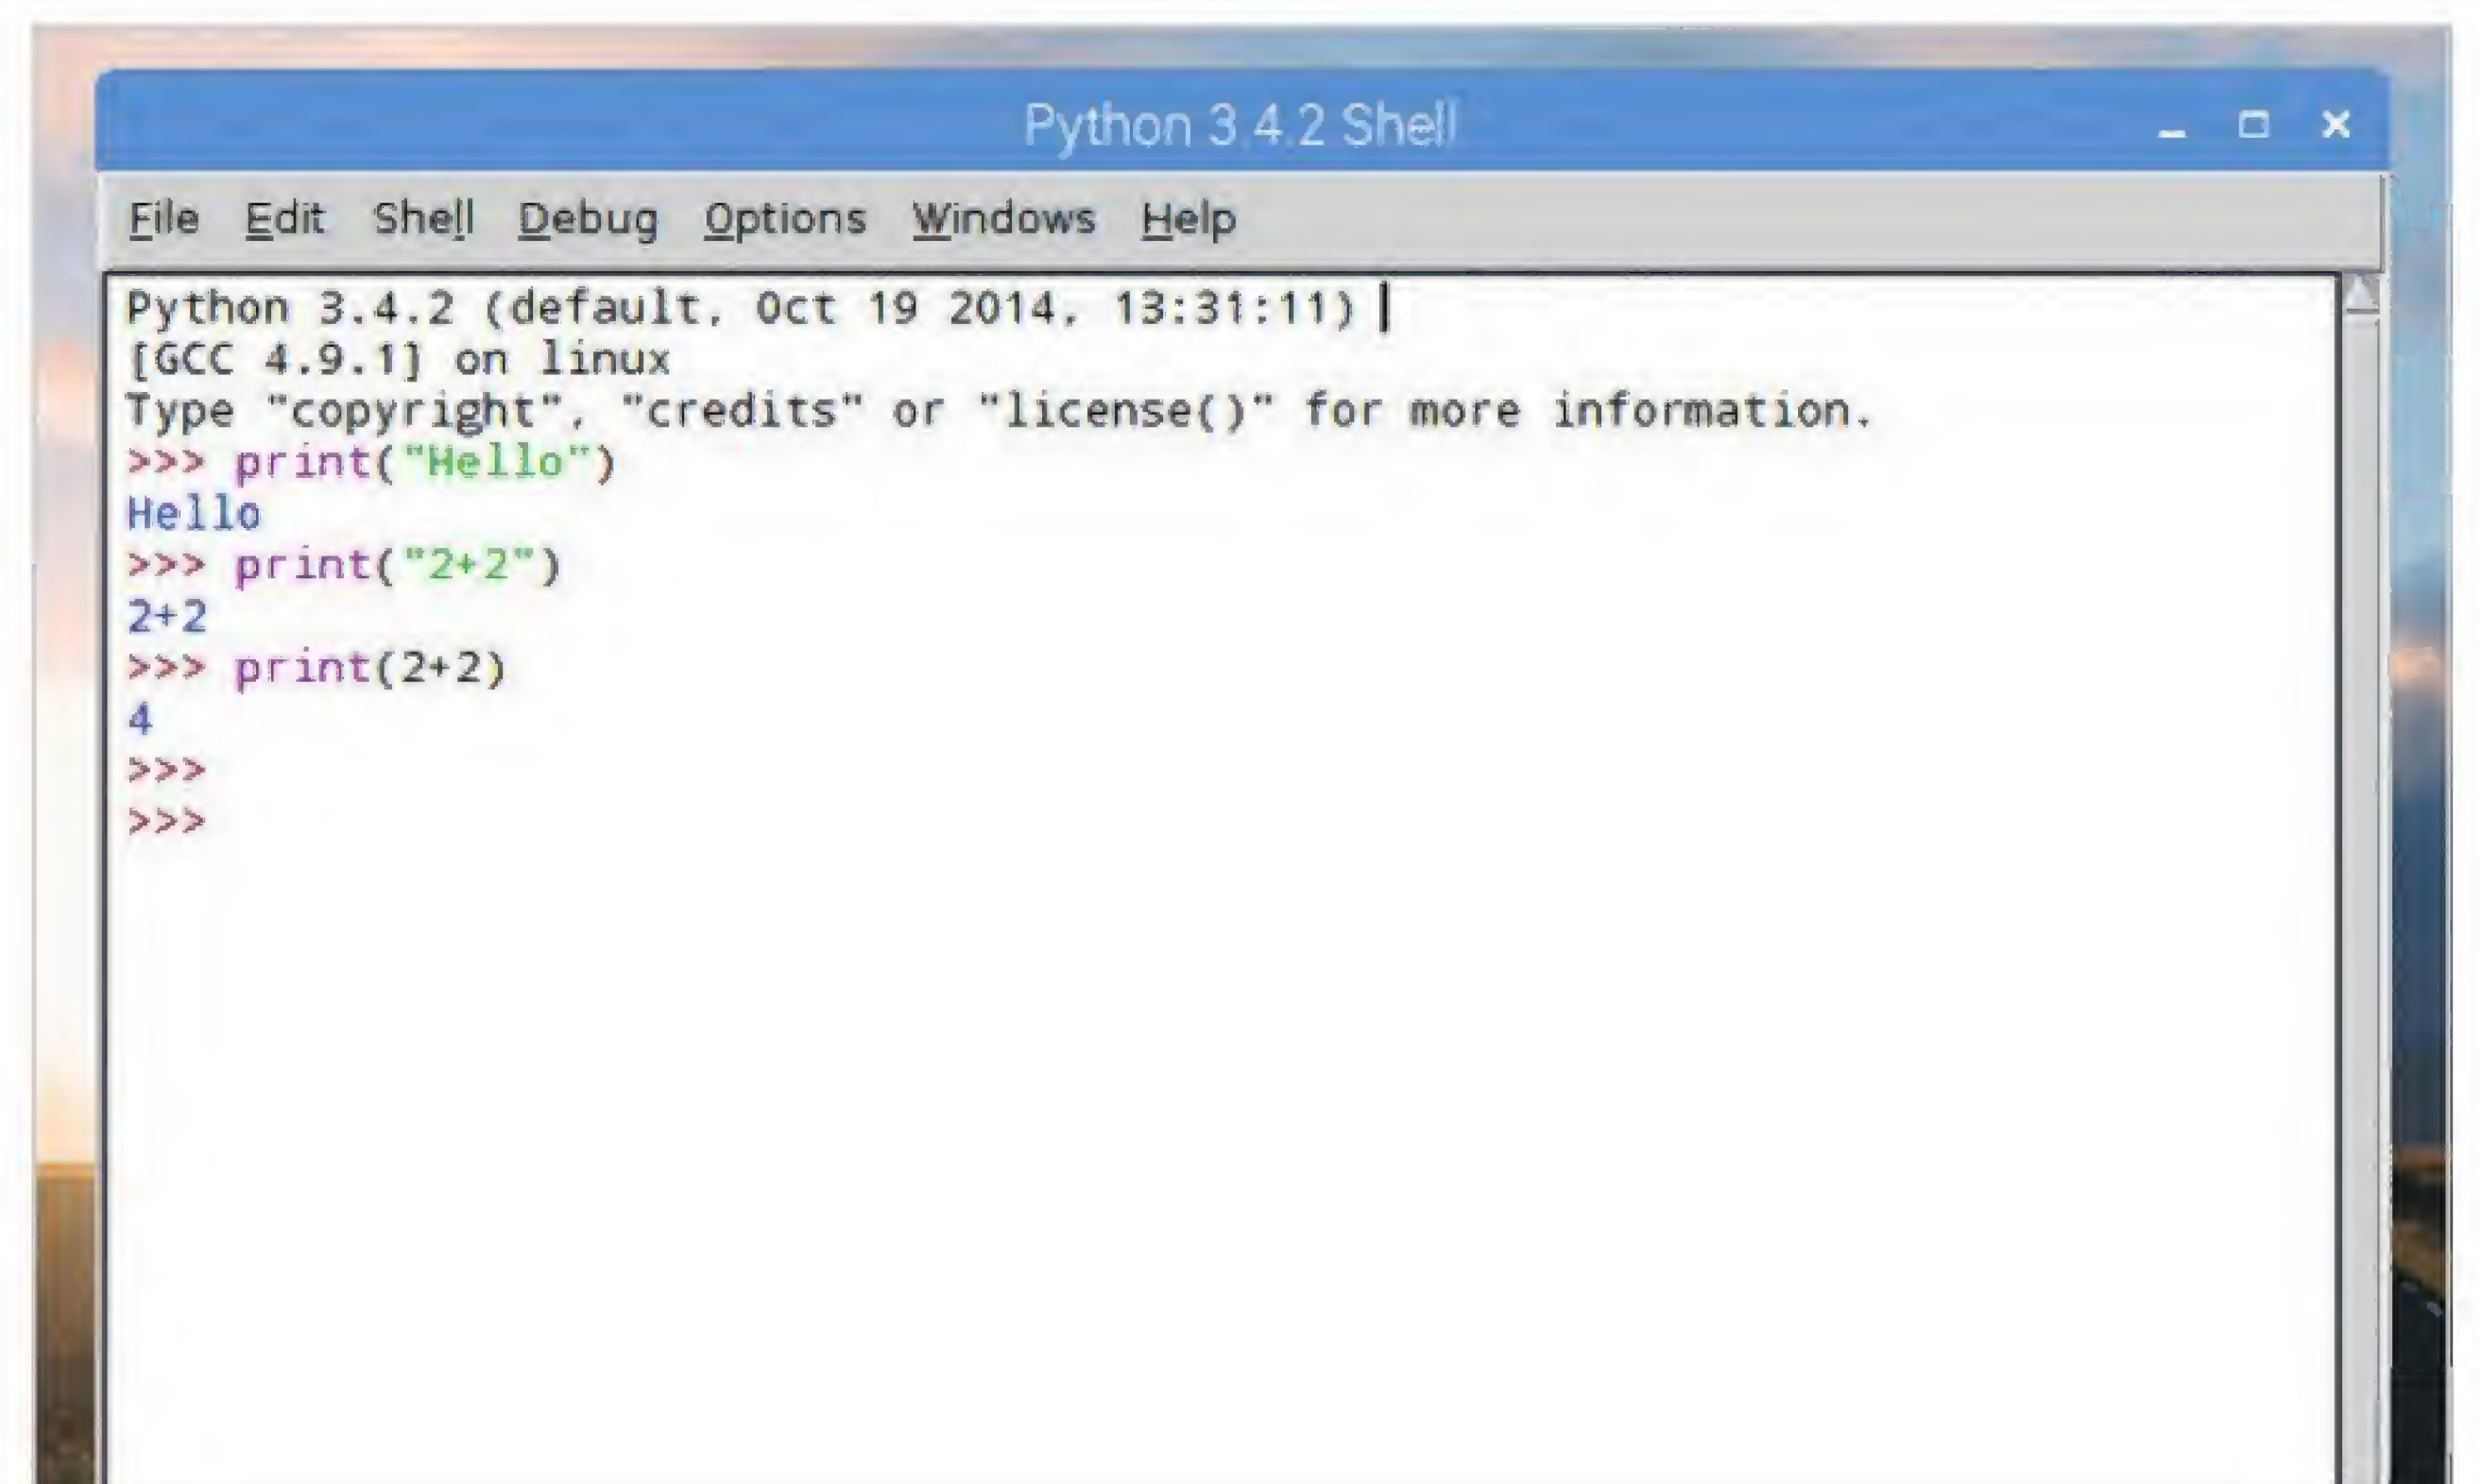 Python 3.4.2 Shell
File Edit Shell Debug Options Windows Help
Python 3.4.2 (default, Oct 19 2014, 13:31:11)
[GCC 4.9.1] on linux
Type "copyright", "credits" or "license()" for more information.
>>> print("Hello")
Hello
>>> print("2+2")
2+2
>>> print(2+2)
4
>>>
>>>